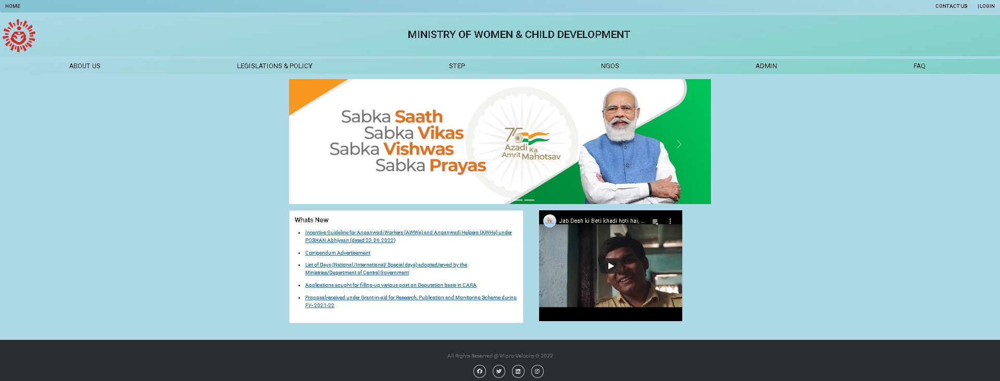 HOME
CONTACT US
| LOGIN
MINISTRY OF WOMEN & CHILD DEVELOPMENT
ABOUT US
LEGISLATIONS & POLICY
STEP
NGOS
ADMIN
FAQ
Sabka Saath
Sabka Vikas
Sabka Vishwas
Sabka Prayas
75
Azadi Ka
Amrit Mahotsav
Whats New
Incentive Guideline for Anganwadi Workers (AWWs) and Anganwadi Helpers (AWHs) under
POSHAN Abhiyaan (dated 23.06.2022)
Corrigendum Advertisement
List of Days (National/International/ Special days) adopted/erved by the
Ministries/Department of Central Government
Applications sought for filling-up various post on Deputation basis in CARA
Proposal received under Grant-in-aid for Research, Publication and Monitoring Scheme during
FY- 2021-22
Jab Desh ki Beti khadi hoti hai, ...
All Rights Reserved @ Wipro-Velocity © 2022